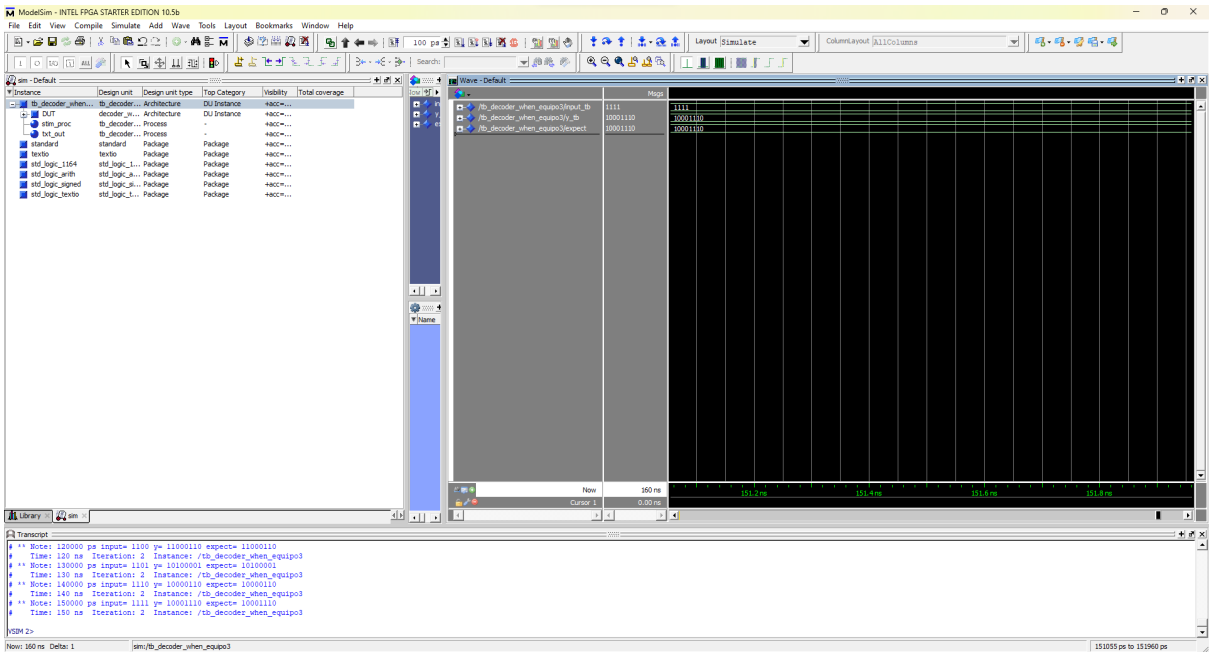 ModelSim - INTEL FPGA STARTER EDITION 10.5b
File Edit View Compile Simulate Add Wave Tools Layout Bookmarks Window Help
100 ps
Layout Simulate
ColumnLayout AllColumns
Search:
sim - Default
Instance Design unit Design unit type Top Category Visibility Total coverage
tb_decoder_when... tb_decoder... Architecture DU Instance +acc=...
DUT decoder_w... Architecture DU Instance +acc=...
stim_proc tb_decoder... Process - +acc=...
txt_out tb_decoder... Process - +acc=...
standard standard Package Package +acc=...
textio textio Package Package +acc=...
std_logic_1164 std_logic_1... Package Package +acc=...
std_logic_arith std_logic_a... Package Package +acc=...
std_logic_signed std_logic_si... Package Package +acc=...
std_logic_textio std_logic_t... Package Package +acc=...
Library sim
Name
Wave - Default
Msgs
/tb_decoder_when_equipo3/input_tb 1111 1111
/tb_decoder_when_equipo3/y_tb 10001110 10001110
/tb_decoder_when_equipo3/expect 10001110 10001110
Now 160 ns
Cursor 1 0.00 ns
151.2 ns 151.4 ns 151.6 ns 151.8 ns
Transcript
# ** Note: 120000 ps input= 1100 y= 11000110 expect= 11000110
# Time: 120 ns Iteration: 2 Instance: /tb_decoder_when_equipo3
# ** Note: 130000 ps input= 1101 y= 10100001 expect= 10100001
# Time: 130 ns Iteration: 2 Instance: /tb_decoder_when_equipo3
# ** Note: 140000 ps input= 1110 y= 10000110 expect= 10000110
# Time: 140 ns Iteration: 2 Instance: /tb_decoder_when_equipo3
# ** Note: 150000 ps input= 1111 y= 10001110 expect= 10001110
# Time: 150 ns Iteration: 2 Instance: /tb_decoder_when_equipo3
VSIM 2>
Now: 160 ns Delta: 1
sim:/tb_decoder_when_equipo3
151055 ps to 151960 ps